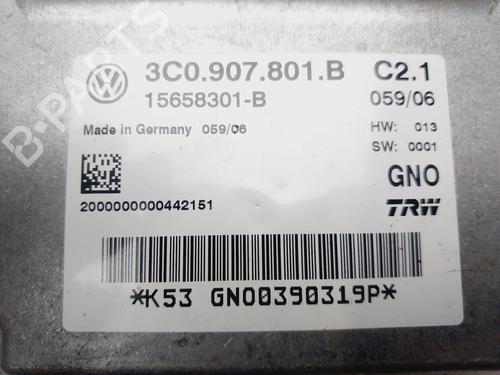 3C0.907.801.B C2.1
15658301-B 059/06
Made in Germany 059/06 HW: 013
SW: 0001
GNO
2000000000442151 TRW
*K53 GNO0390319P*
B-PARTS